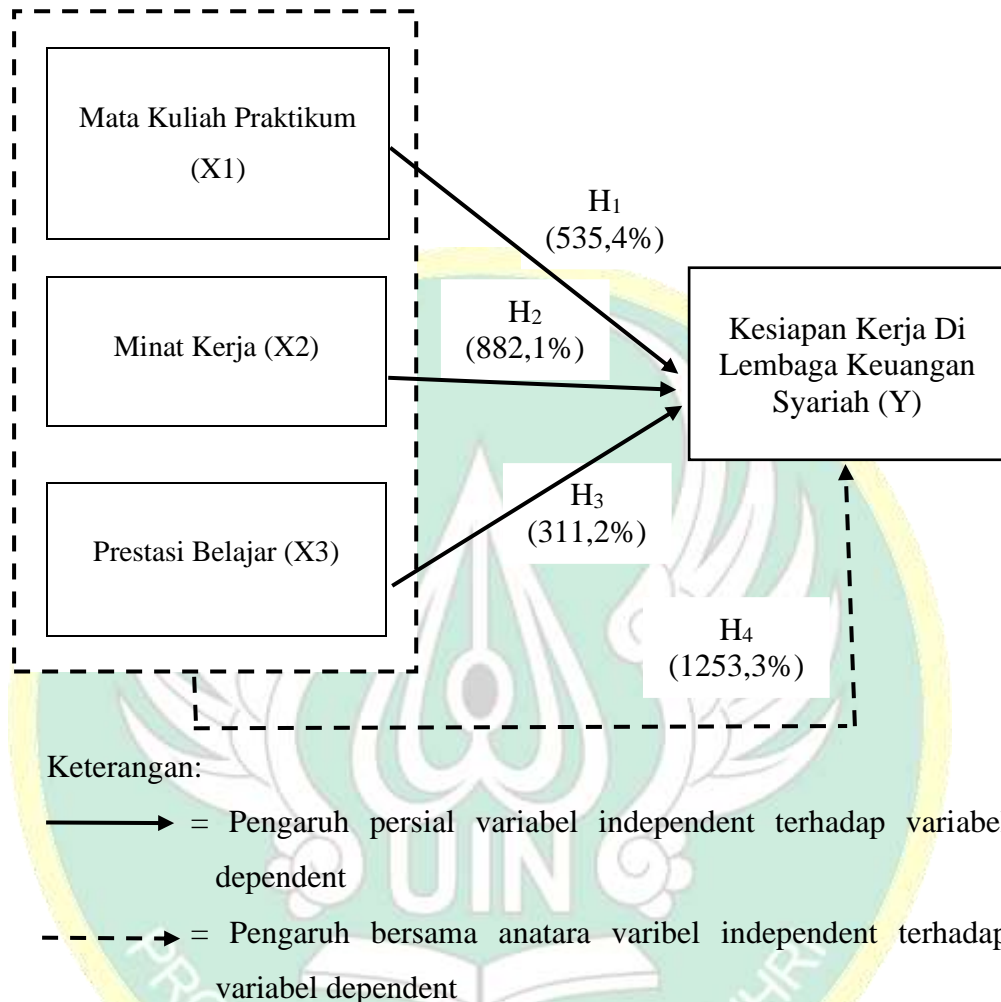 Mata Kuliah Praktikum
(X1)
H1
(535,4%)
Minat Kerja (X2)
H2
(882,1%)
Kesiapan Kerja Di
Lembaga Keuangan
Syariah (Y)
Prestasi Belajar (X3)
H3
(311,2%)
H4
(1253,3%)
Keterangan:
= Pengaruh persial variabel independent terhadap variabel
dependent
= Pengaruh bersama anatara varibel independent terhadap
variabel dependent
UIN